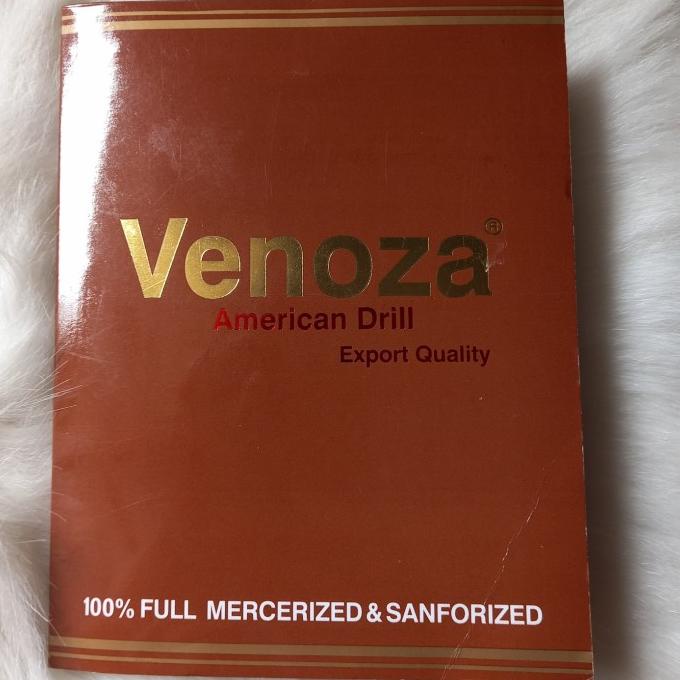 Venoza®
American Drill
Export Quality
100% FULL MERCERIZED & SANFORIZED